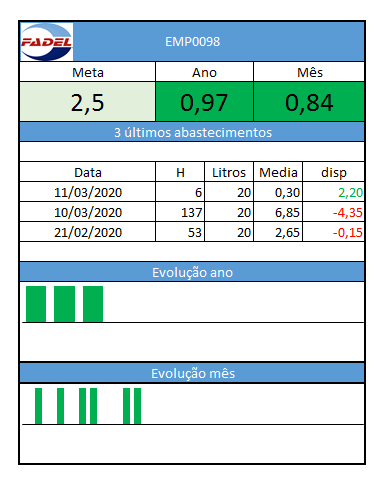 FADEL
EMP0098
Meta Ano Mês
2,5 0,97 0,84
3 últimos abastecimentos
Data H Litros Media disp
11/03/2020 6 20 0,30 2,20
10/03/2020 137 20 6,85 -4,35
21/02/2020 53 20 2,65 -0,15
Evolução ano
Evolução mês